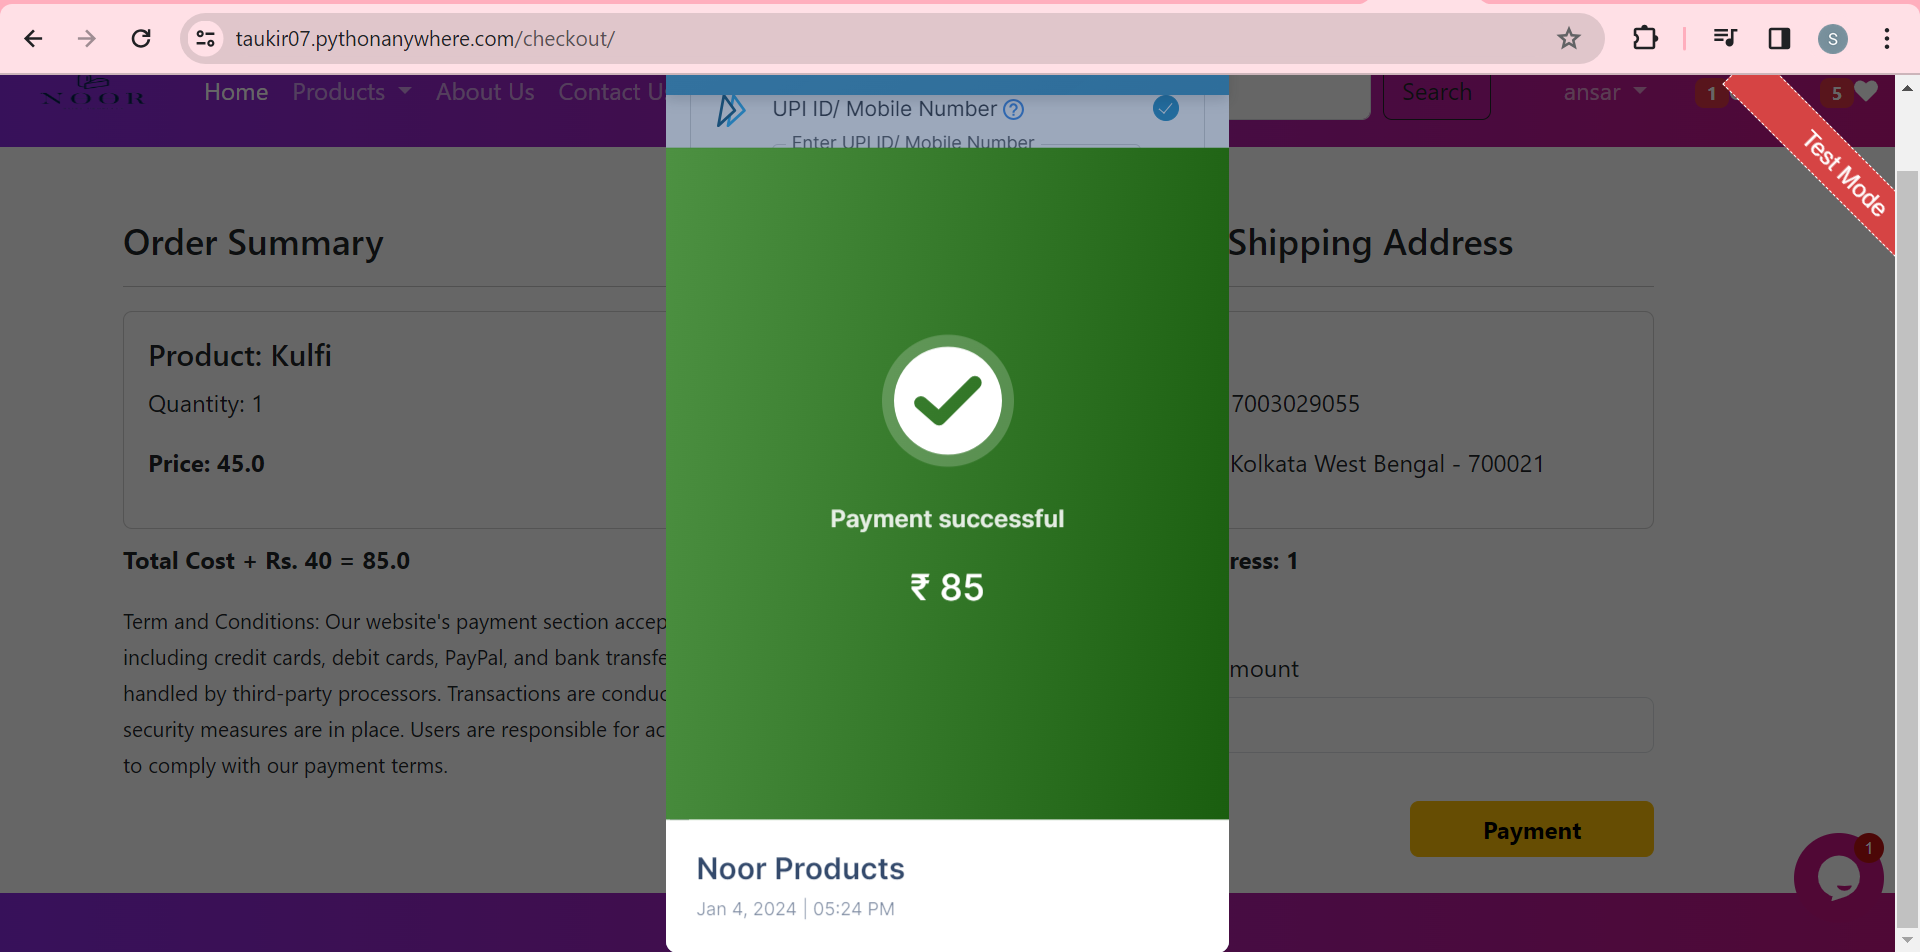 taukir07.pythonanywhere.com/checkout/
S
NOOR
Home
Products
About Us
Contact U
Search
ansar
1
5
Test Mode
UPI ID/ Mobile Number
Enter UPI ID/ Mobile Number
Order Summary
Product: Kulfi
Quantity: 1
Price: 45.0
Total Cost + Rs. 40 = 85.0
Term and Conditions: Our website's payment section accep
including credit cards, debit cards, PayPal, and bank transfe
handled by third-party processors. Transactions are conduc
security measures are in place. Users are responsible for ac
to comply with our payment terms.
Payment successful
₹ 85
Noor Products
Jan 4, 2024 | 05:24 PM
Shipping Address
7003029055
Kolkata West Bengal - 700021
ress: 1
mount
Payment
1